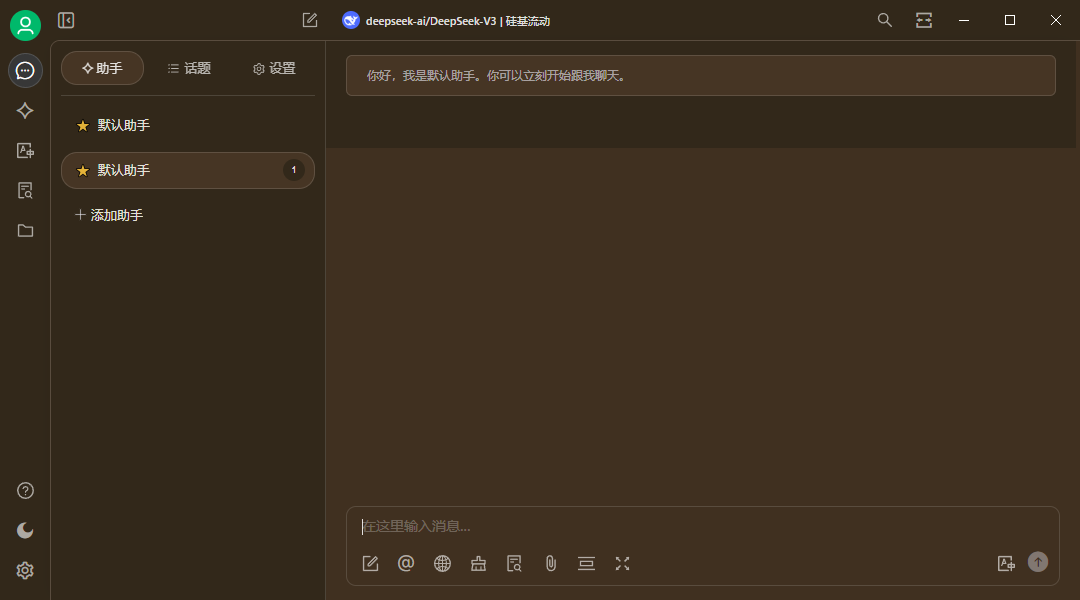 deepseek-ai/DeepSeek-V3 | 硅基流动
助手
话题
设置
你好，我是默认助手。你可以立刻开始跟我聊天。
默认助手
默认助手
1
添加助手
在这里输入消息...